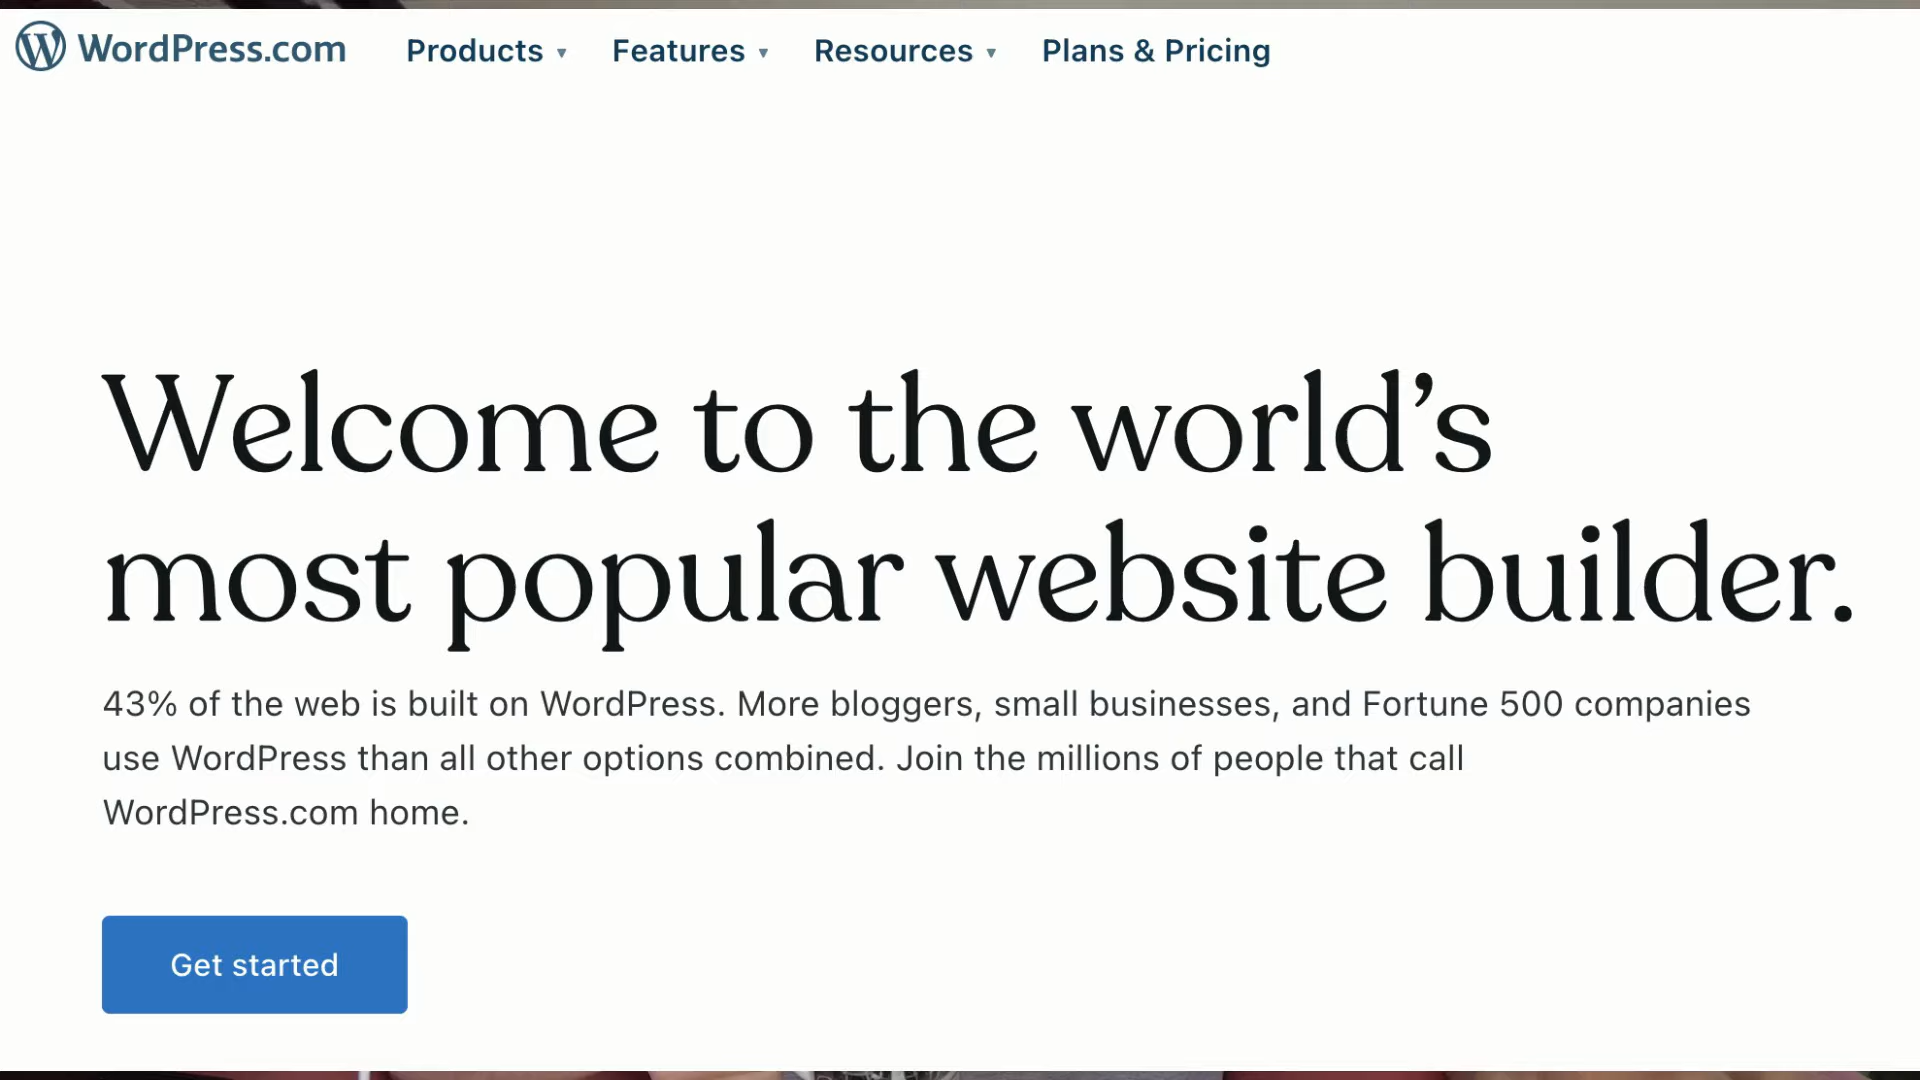 WordPress.com Products ▾ Features ▾ Resources ▾ Plans & Pricing
Welcome to the world’s
most popular website builder.
43% of the web is built on WordPress. More bloggers, small businesses, and Fortune 500 companies
use WordPress than all other options combined. Join the millions of people that call
WordPress.com home.
Get started